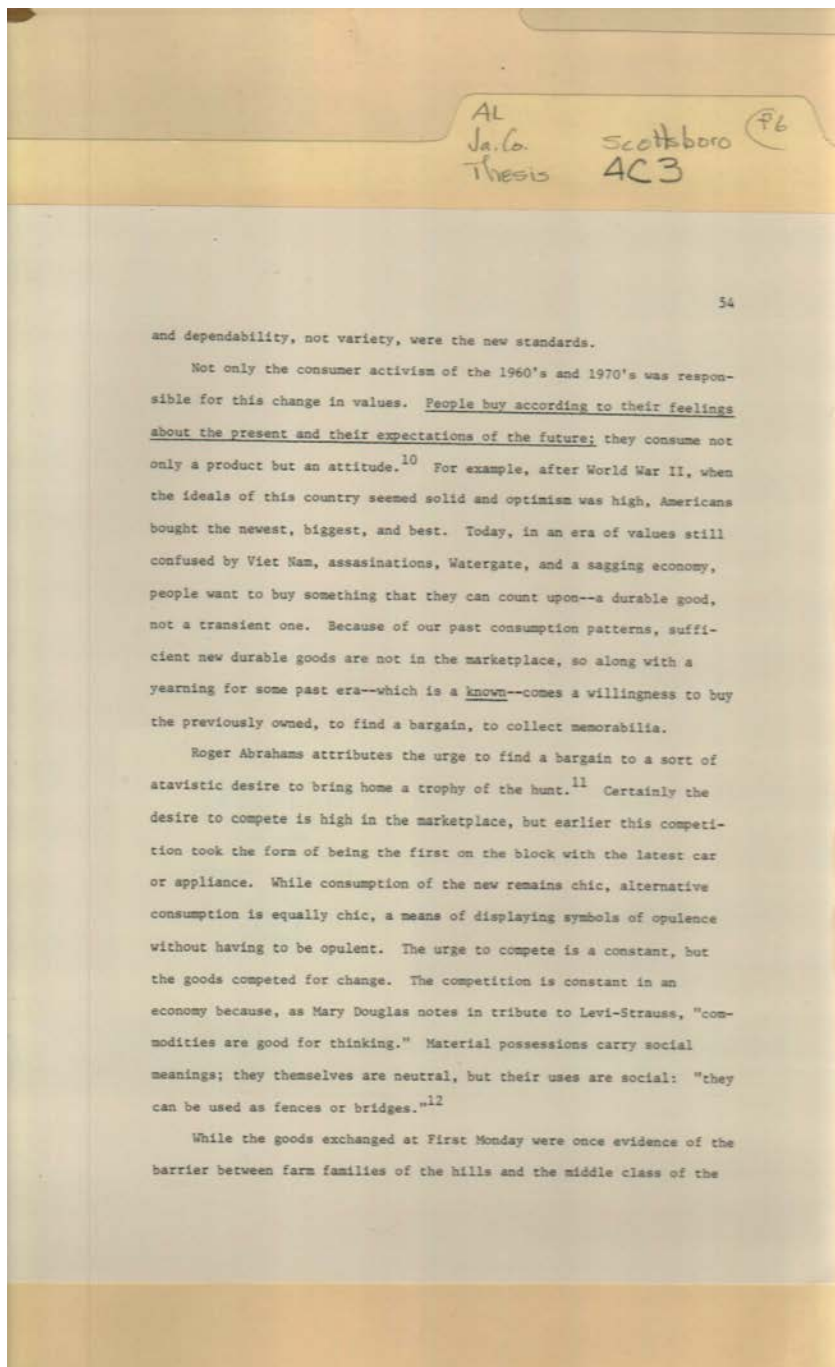 AL
Ja. Co. Scottsboro P6
Thesis 4C3
54
and dependability, not variety, were the new standards.
Not only the consumer activism of the 1960's and 1970's was respon-
sible for this change in values. People buy according to their feelings
about the present and their expectations of the future; they consume not
only a product but an attitude.10 For example, after World War II, when
the ideals of this country seemed solid and optimism was high, Americans
bought the newest, biggest, and best. Today, in an era of values still
confused by Viet Nam, assasinations, Watergate, and a sagging economy,
people want to buy something that they can count upon--a durable good,
not a transient one. Because of our past consumption patterns, suffi-
cient new durable goods are not in the marketplace, so along with a
yearning for some past era--which is a known--comes a willingness to buy
the previously owned, to find a bargain, to collect memorabilia.
Roger Abrahams attributes the urge to find a bargain to a sort of
atavistic desire to bring home a trophy of the hunt.11 Certainly the
desire to compete is high in the marketplace, but earlier this competi-
tion took the form of being the first on the block with the latest car
or appliance. While consumption of the new remains chic, alternative
consumption is equally chic, a means of displaying symbols of opulence
without having to be opulent. The urge to compete is a constant, but
the goods competed for change. The competition is constant in an
economy because, as Mary Douglas notes in tribute to Levi-Strauss, "com-
modities are good for thinking." Material possessions carry social
meanings; they themselves are neutral, but their uses are social: "they
can be used as fences or bridges."12
While the goods exchanged at First Monday were once evidence of the
barrier between farm families of the hills and the middle class of the